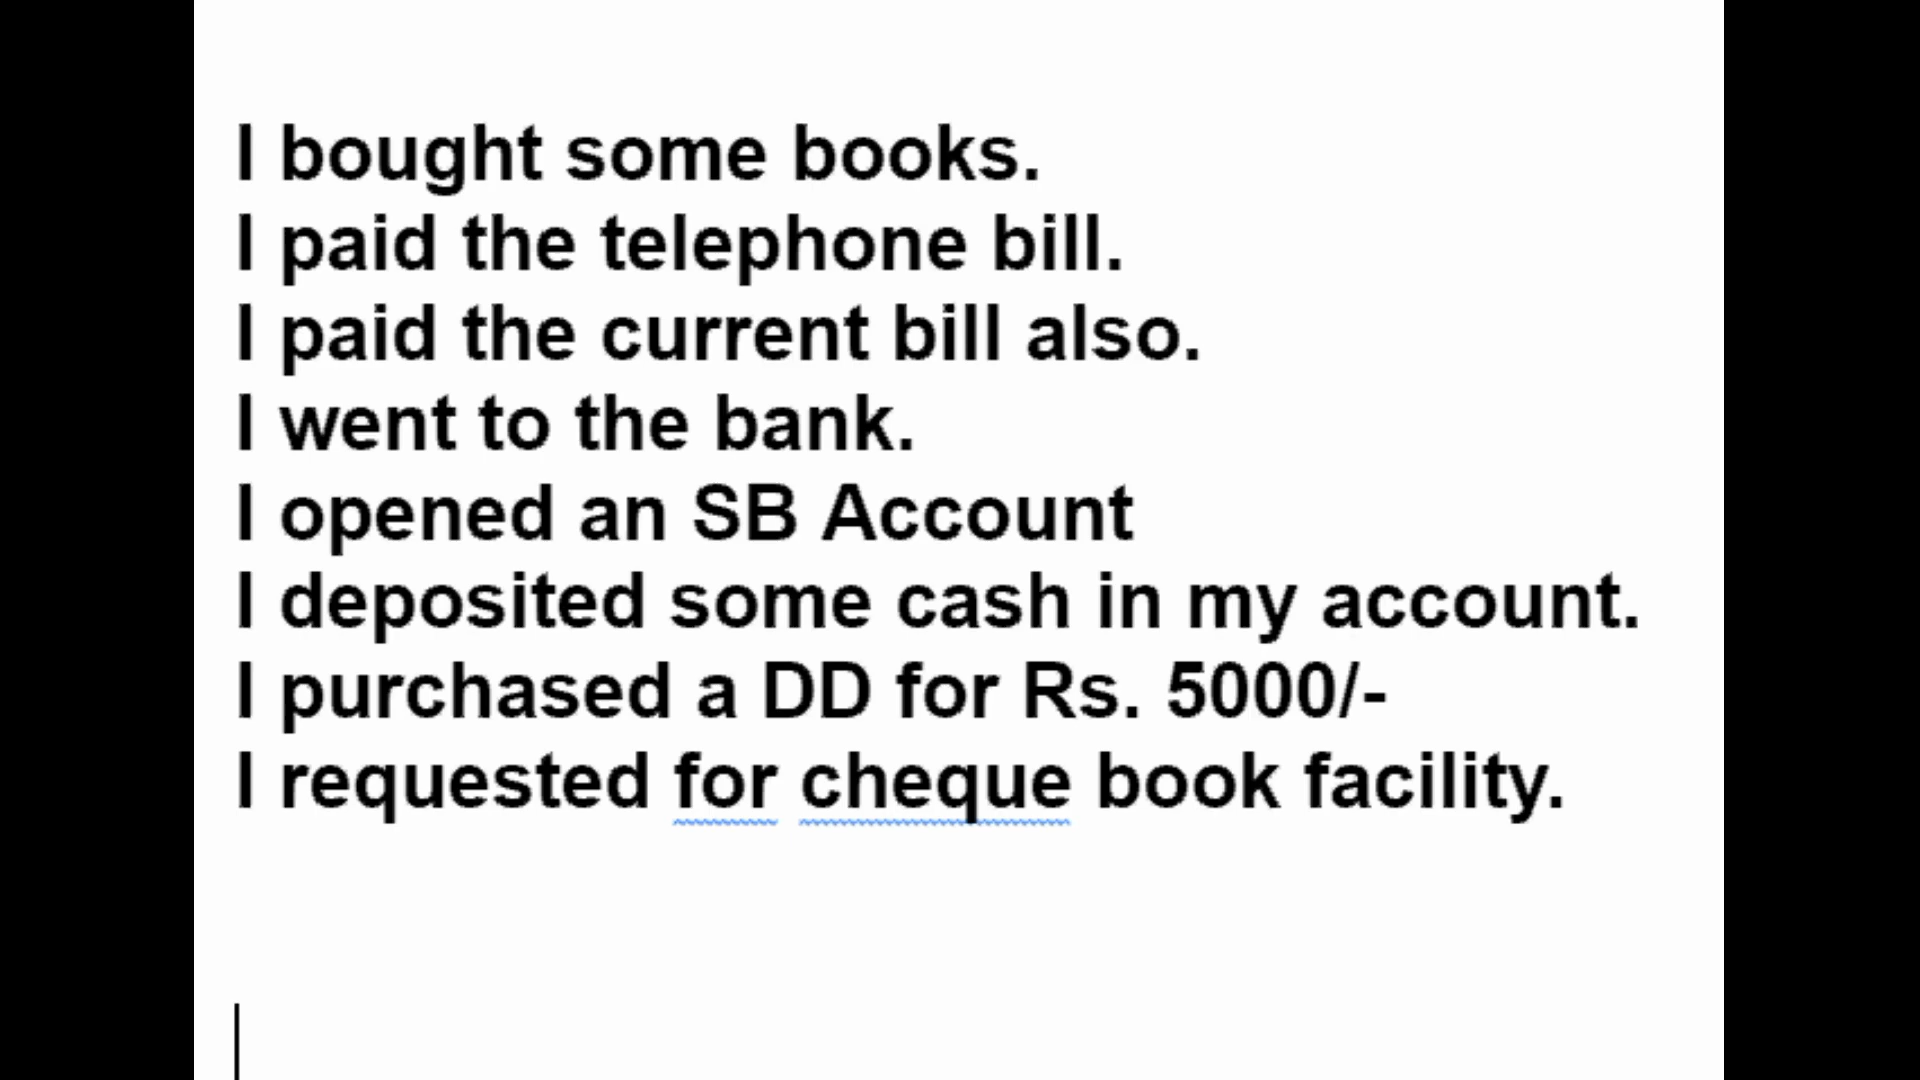 I bought some books.
I paid the telephone bill.
I paid the current bill also.
I went to the bank.
I opened an SB Account
I deposited some cash in my account.
I purchased a DD for Rs. 5000/-
I requested for cheque book facility.